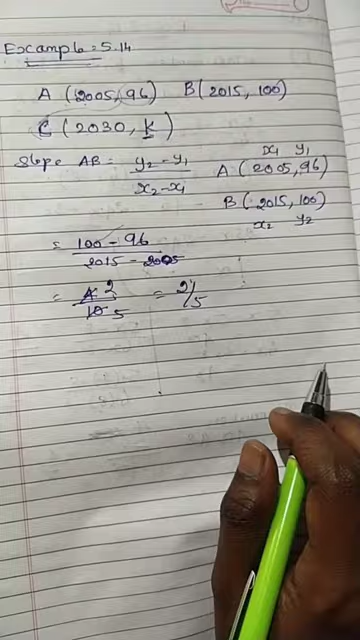 Example: 5.14
A (2005,96) B (2015, 100)
C (2030, K)
Slope AB = y2 - y1 / x2 - x1
x1 y1
A (2005,96)
B (2015, 100)
x2 y2
= 100 - 96 / 2015 - 2005
= 4 2 / 10 5 = 2/5